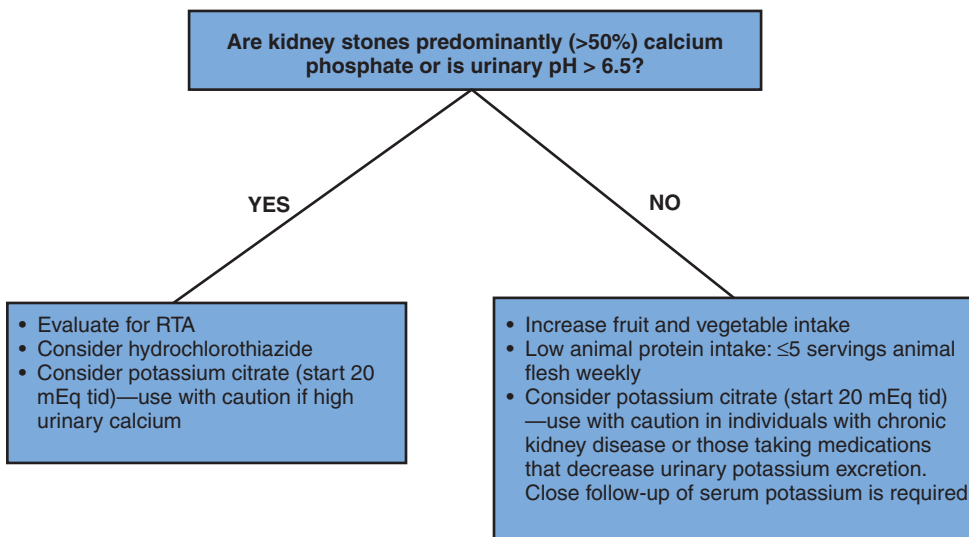 Are kidney stones predominantly (>50%) calcium
phosphate or is urinary pH > 6.5?
YES
NO
• Evaluate for RTA
• Consider hydrochlorothiazide
• Consider potassium citrate (start 20
mEq tid)—use with caution if high
urinary calcium
• Increase fruit and vegetable intake
• Low animal protein intake: ≤5 servings animal
flesh weekly
• Consider potassium citrate (start 20 mEq tid)
—use with caution in individuals with chronic
kidney disease or those taking medications
that decrease urinary potassium excretion.
Close follow-up of serum potassium is required